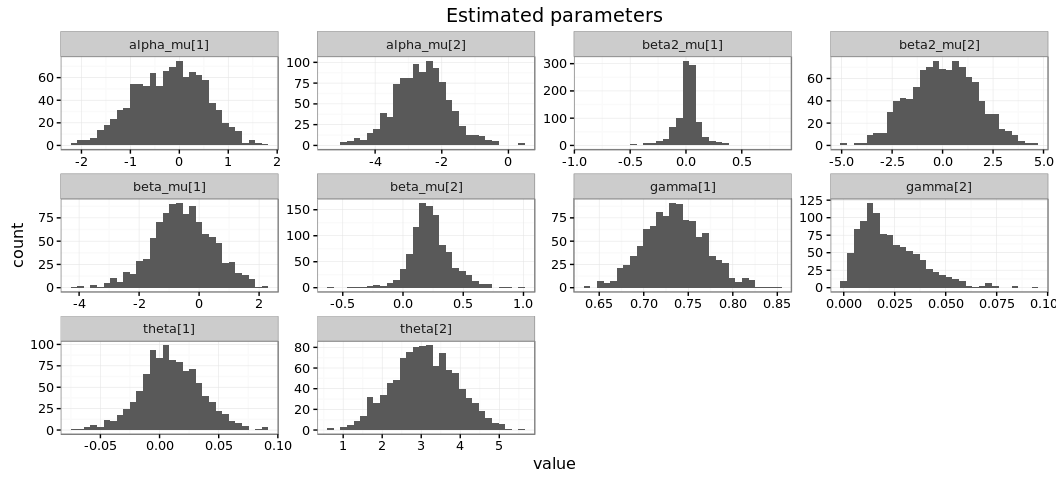 Estimated parameters
alpha_mu[1] alpha_mu[2] beta2_mu[1] beta2_mu[2]
60 40 20 0
100 75 50 25 0
300 200 100 0
60 40 20 0
-2 -1 0 1 2
-4 -2 0
-1.0 -0.5 0.0 0.5
-5.0 -2.5 0.0 2.5 5.0
beta_mu[1] beta_mu[2] gamma[1] gamma[2]
75 50 25 0
150 100 50 0
75 50 25 0
125 100 75 50 25 0
-4 -2 0 2
-0.5 0.0 0.5 1.0
0.65 0.70 0.75 0.80 0.85
0.000 0.025 0.050 0.075 0.10
theta[1] theta[2]
100 75 50 25 0
80 60 40 20 0
-0.05 0.00 0.05 0.10
1 2 3 4 5
count
value